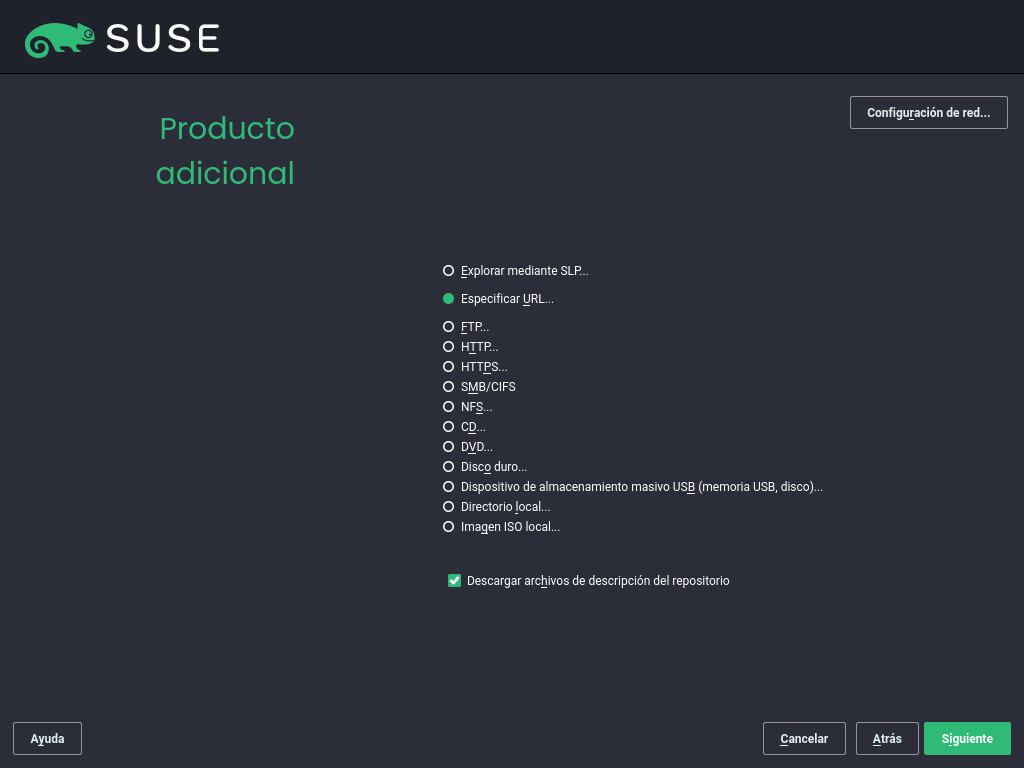 SUSE
Configuración de red...
Producto
adicional
Explorar mediante SLP...
Especificar URL...
FTP...
HTTP...
HTTPS...
SMB/CIFS
NFS...
CD...
DVD...
Disco duro...
Dispositivo de almacenamiento masivo USB (memoria USB, disco)...
Directorio local...
Imagen ISO local...
Descargar archivos de descripción del repositorio
Ayuda
Cancelar
Atrás
Siguiente